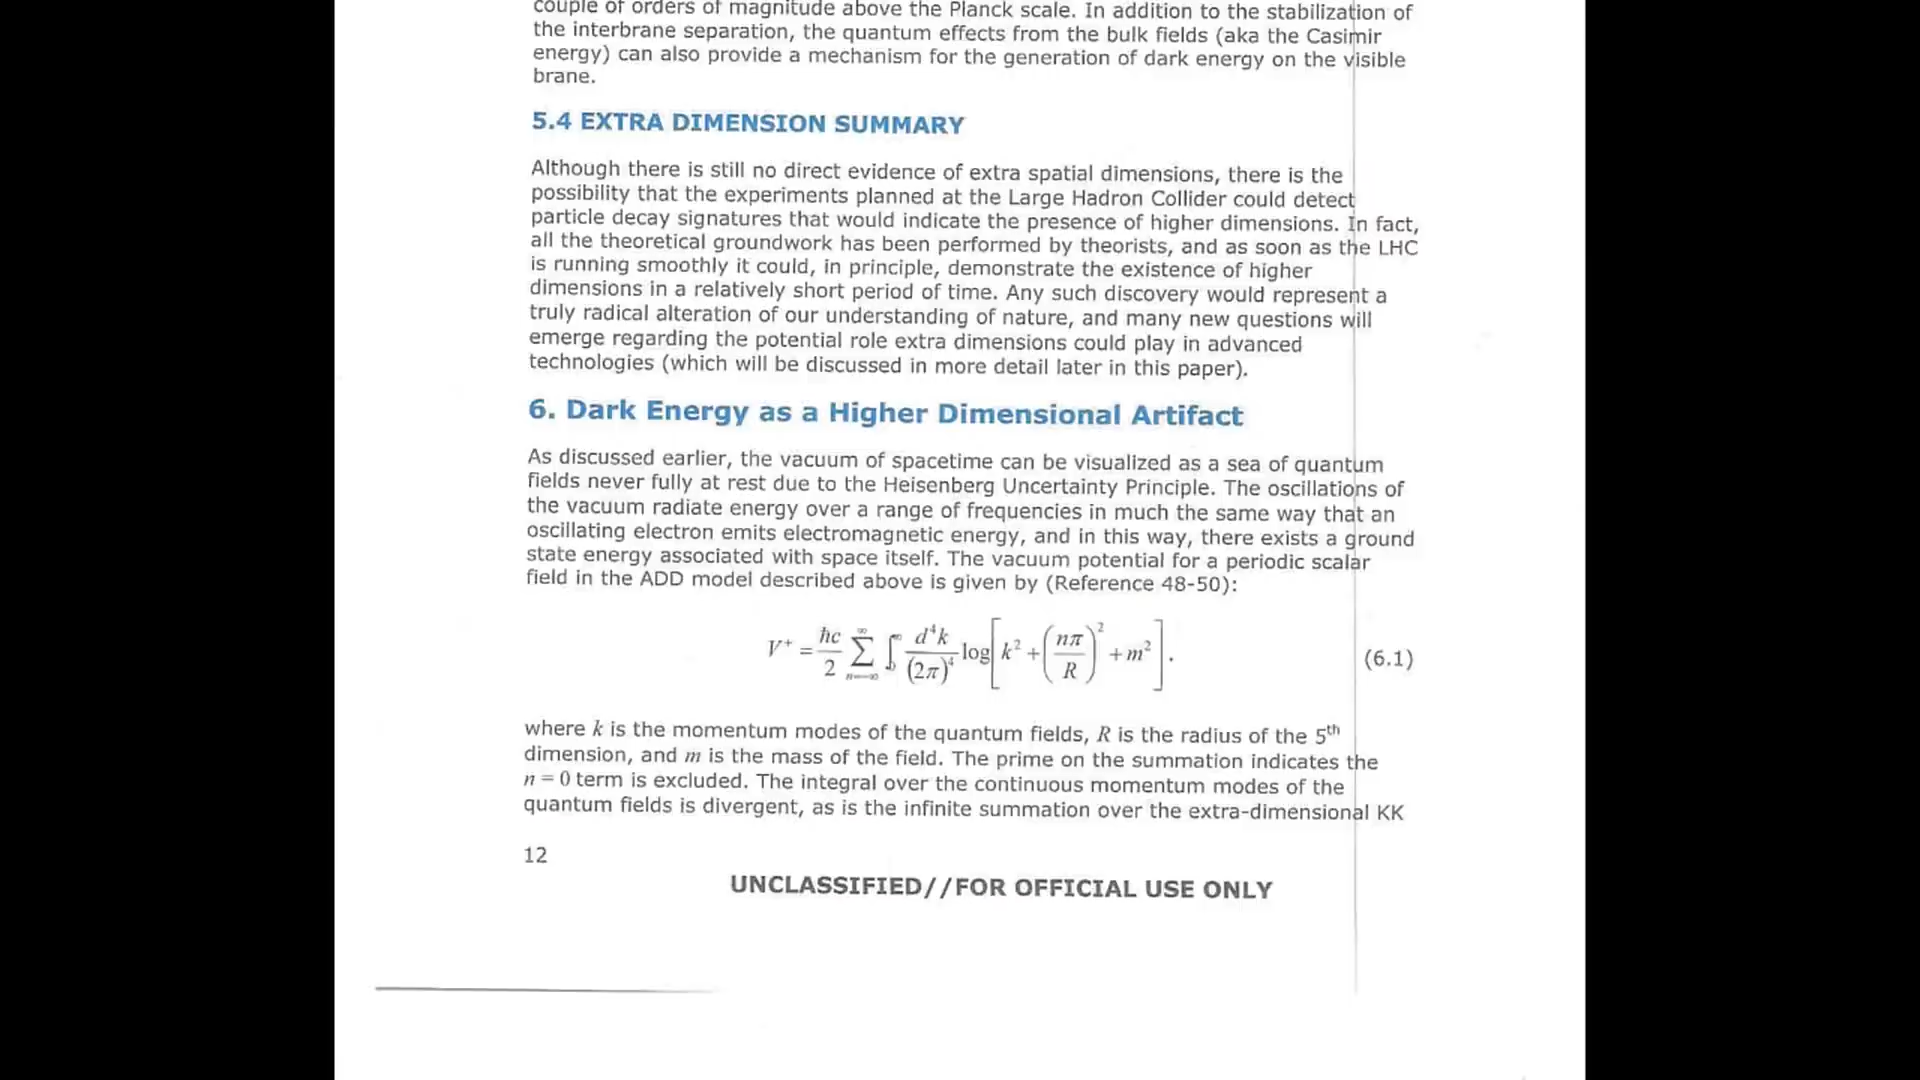 couple of orders of magnitude above the Planck scale. In addition to the stabilization of
the interbrane separation, the quantum effects from the bulk fields (aka the Casimir
energy) can also provide a mechanism for the generation of dark energy on the visible
brane.
5.4 EXTRA DIMENSION SUMMARY
Although there is still no direct evidence of extra spatial dimensions, there is the
possibility that the experiments planned at the Large Hadron Collider could detect
particle decay signatures that would indicate the presence of higher dimensions. In fact,
all the theoretical groundwork has been performed by theorists, and as soon as the LHC
is running smoothly it could, in principle, demonstrate the existence of higher
dimensions in a relatively short period of time. Any such discovery would represent a
truly radical alteration of our understanding of nature, and many new questions will
emerge regarding the potential role extra dimensions could play in advanced
technologies (which will be discussed in more detail later in this paper).
6. Dark Energy as a Higher Dimensional Artifact
As discussed earlier, the vacuum of spacetime can be visualized as a sea of quantum
fields never fully at rest due to the Heisenberg Uncertainty Principle. The oscillations of
the vacuum radiate energy over a range of frequencies in much the same way that an
oscillating electron emits electromagnetic energy, and in this way, there exists a ground
state energy associated with space itself. The vacuum potential for a periodic scalar
field in the ADD model described above is given by (Reference 48-50):
V⁺ = ħc/2 ∑ₙ₌₋∞^∞ ∫₀^∞ d⁴k/(2π)⁴ log[k² + (nπ/R)² + m²]. (6.1)
where k is the momentum modes of the quantum fields, R is the radius of the 5th
dimension, and m is the mass of the field. The prime on the summation indicates the
n = 0 term is excluded. The integral over the continuous momentum modes of the
quantum fields is divergent, as is the infinite summation over the extra-dimensional KK
12
UNCLASSIFIED//FOR OFFICIAL USE ONLY